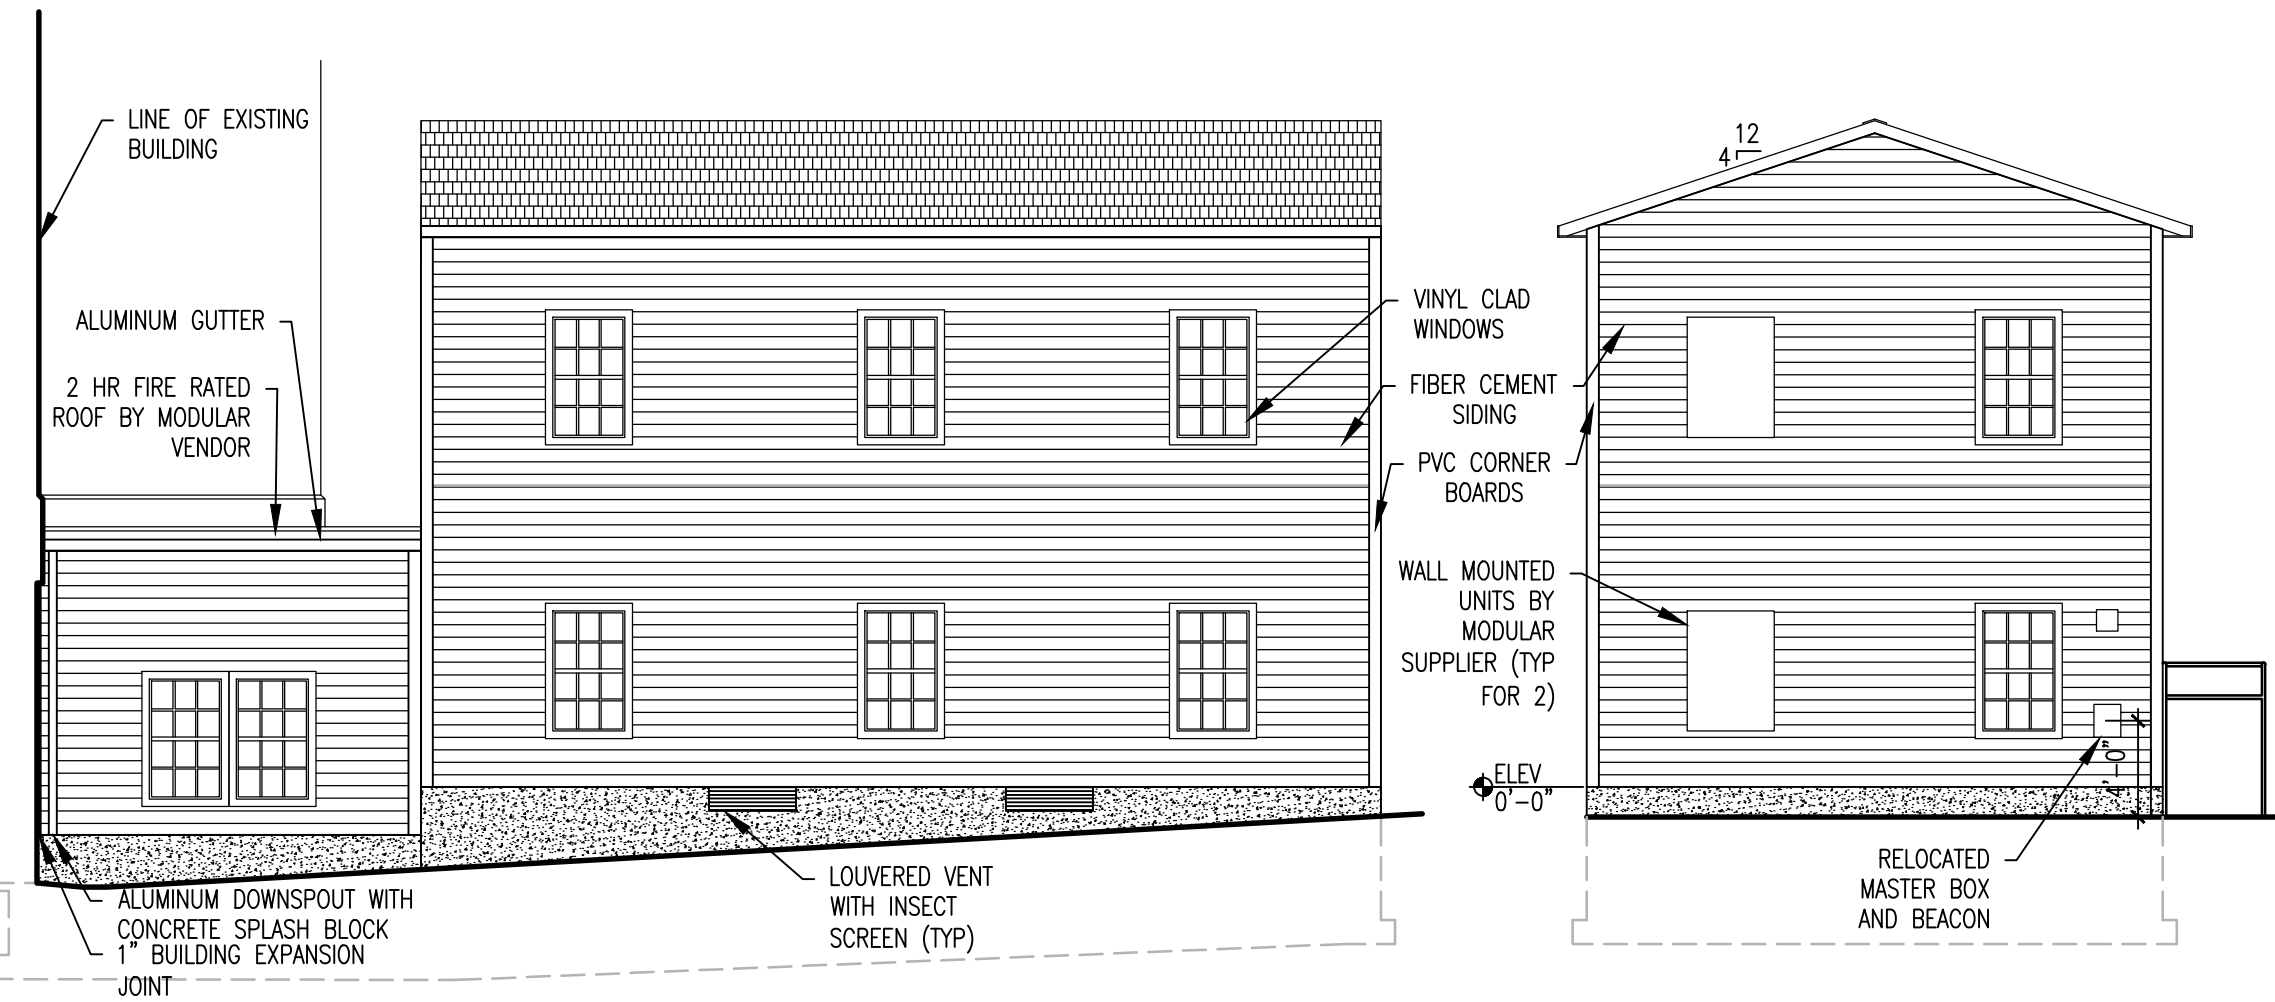 LINE OF EXISTING
BUILDING
ALUMINUM GUTTER
2 HR FIRE RATED
ROOF BY MODULAR
VENDOR
ALUMINUM DOWNSPOUT WITH
CONCRETE SPLASH BLOCK
1" BUILDING EXPANSION
JOINT
LOUVERED VENT
WITH INSECT
SCREEN (TYP)
VINYL CLAD
WINDOWS
FIBER CEMENT
SIDING
PVC CORNER
BOARDS
WALL MOUNTED
UNITS BY
MODULAR
SUPPLIER (TYP
FOR 2)
ELEV
0'-0"
12
4
4'-0"
RELOCATED
MASTER BOX
AND BEACON